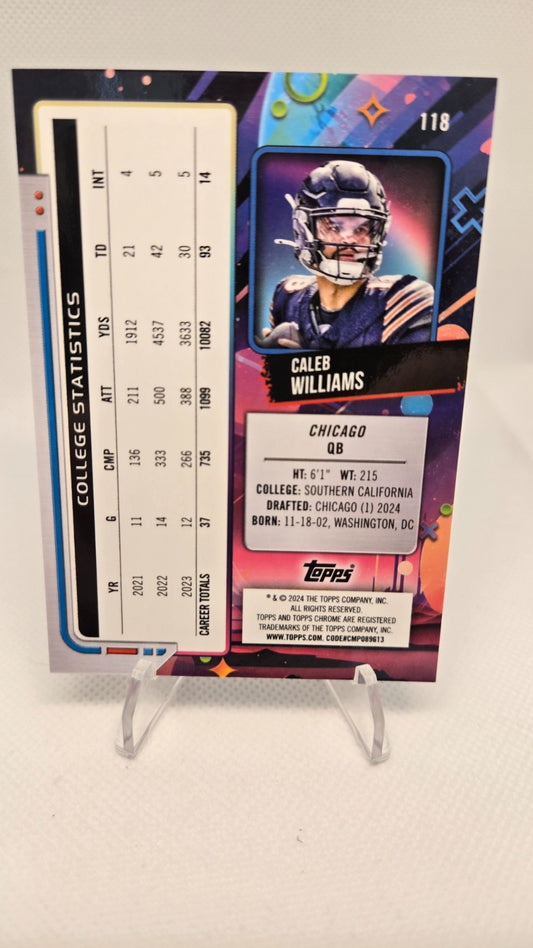 118
CALEB
WILLIAMS
CHICAGO
QB
HT: 6'1" WT: 215
COLLEGE: SOUTHERN CALIFORNIA
DRAFTED: CHICAGO (1) 2024
BORN: 11-18-02, WASHINGTON, DC
Topps
® & © 2024 THE TOPPS COMPANY, INC.
ALL RIGHTS RESERVED.
TOPPS AND TOPPS CHROME ARE REGISTERED
TRADEMARKS OF THE TOPPS COMPANY, INC.
WWW.TOPPS.COM. CODE#CMP089613
COLLEGE STATISTICS
YR G CMP ATT YDS TD INT
2021 11 136 211 1912 21 4
2022 14 333 500 4537 42 5
2023 12 266 388 3633 30 5
CAREER TOTALS 37 735 1099 10082 93 14